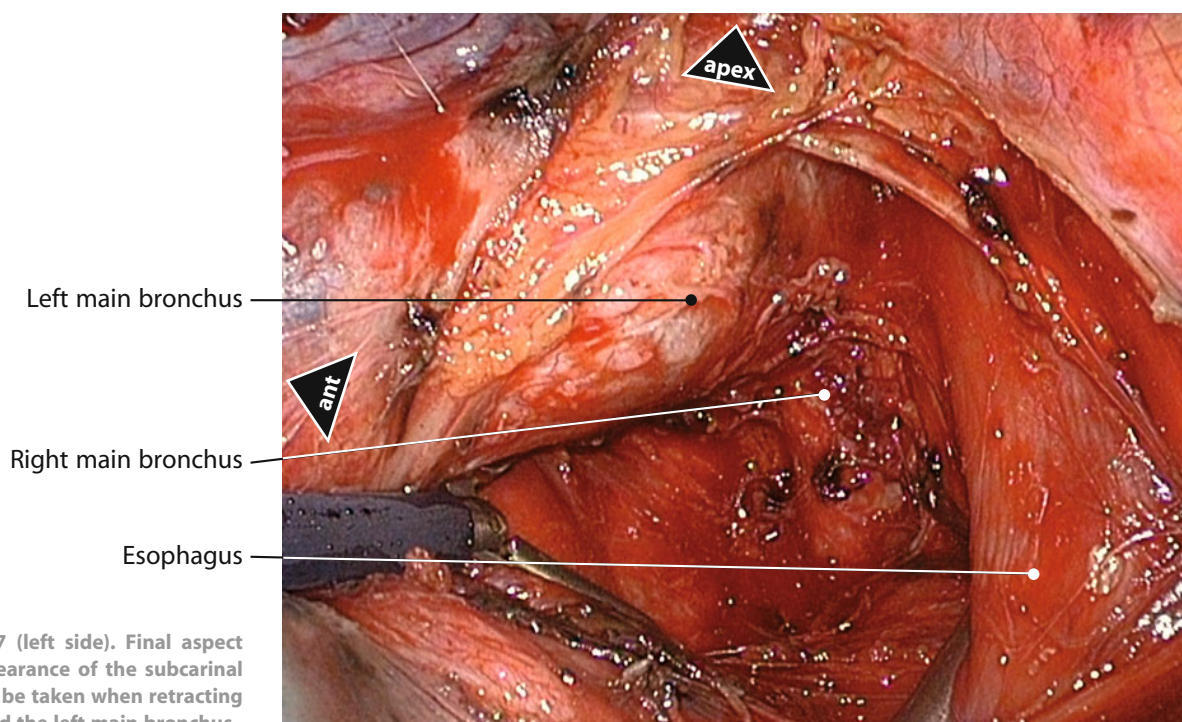 apex
Left main bronchus
ant
Right main bronchus
Esophagus
7 (left side). Final aspect
earance of the subcarinal
be taken when retracting
d the left main bronchus